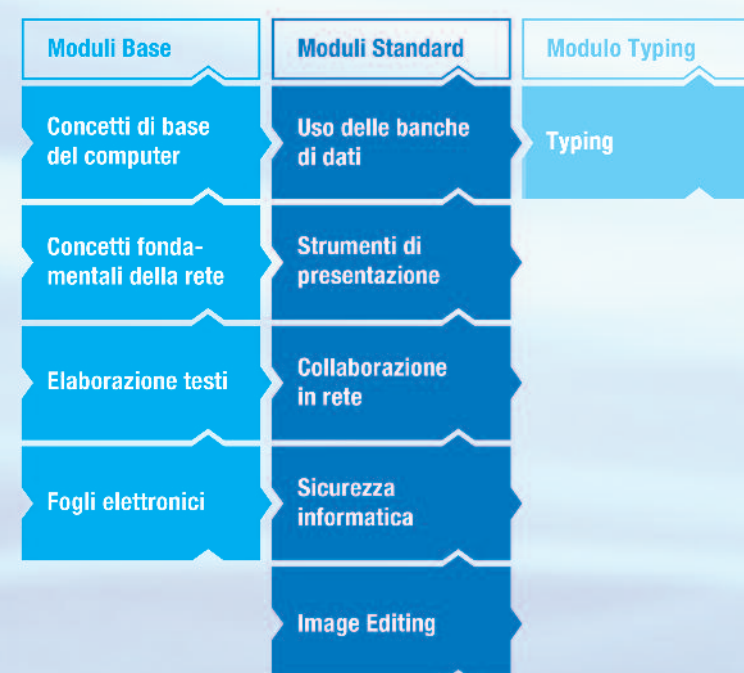 Moduli Base
Concetti di base
del computer
Concetti fonda-
mentali della rete
Elaborazione testi
Fogli elettronici
Moduli Standard
Uso delle banche
di dati
Strumenti di
presentazione
Collaborazione
in rete
Sicurezza
informatica
Image Editing
Modulo Typing
Typing